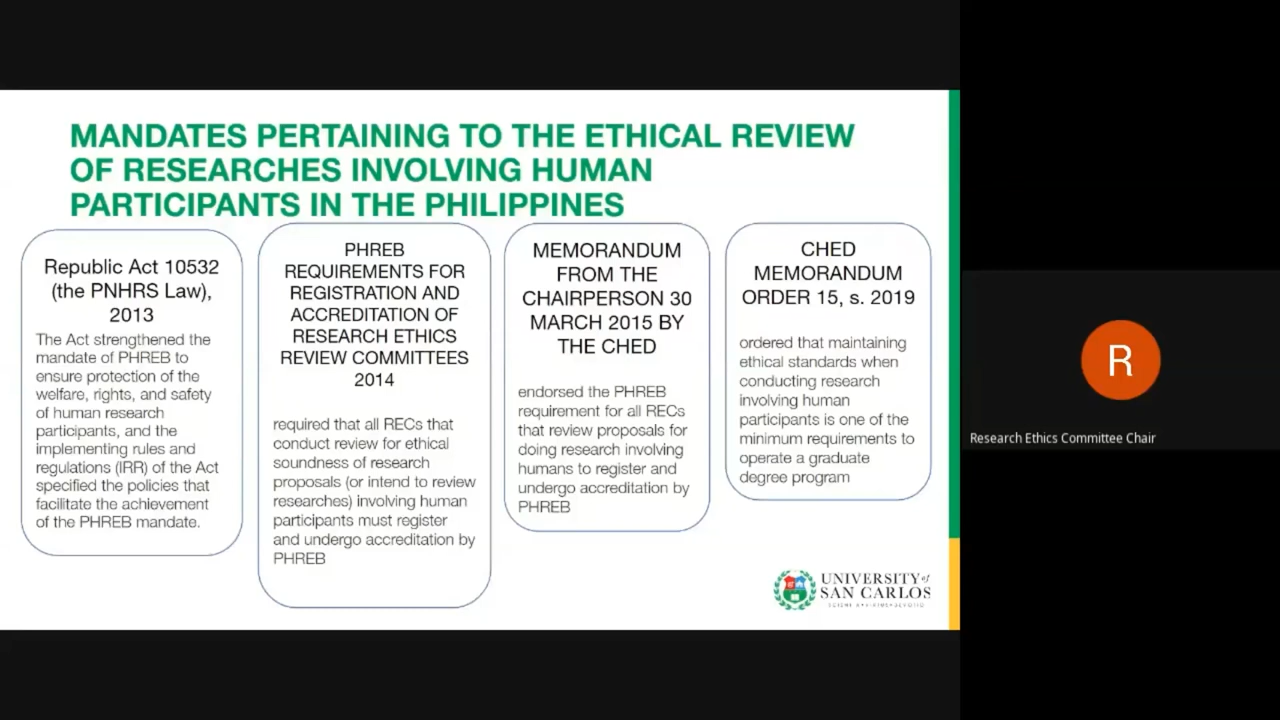 MANDATES PERTAINING TO THE ETHICAL REVIEW
OF RESEARCHES INVOLVING HUMAN
PARTICIPANTS IN THE PHILIPPINES
Republic Act 10532
(the PNHRS Law),
2013
The Act strengthened the
mandate of PHREB to
ensure protection of the
welfare, rights, and safety
of human research
participants, and the
implementing rules and
regulations (IRR) of the Act
specified the policies that
facilitate the achievement
of the PHREB mandate.
PHREB
REQUIREMENTS FOR
REGISTRATION AND
ACCREDITATION OF
RESEARCH ETHICS
REVIEW COMMITTEES
2014
required that all RECs that
conduct review for ethical
soundness of research
proposals (or intend to review
researches) involving human
participants must register
and undergo accreditation by
PHREB
MEMORANDUM
FROM THE
CHAIRPERSON 30
MARCH 2015 BY
THE CHED
endorsed the PHREB
requirement for all RECs
that review proposals for
doing research involving
humans to register and
undergo accreditation by
PHREB
CHED
MEMORANDUM
ORDER 15, s. 2019
ordered that maintaining
ethical standards when
conducting research
involving human
participants is one of the
minimum requirements to
operate a graduate
degree program
UNIVERSITY of
SAN CARLOS
R
Research Ethics Committee Chair